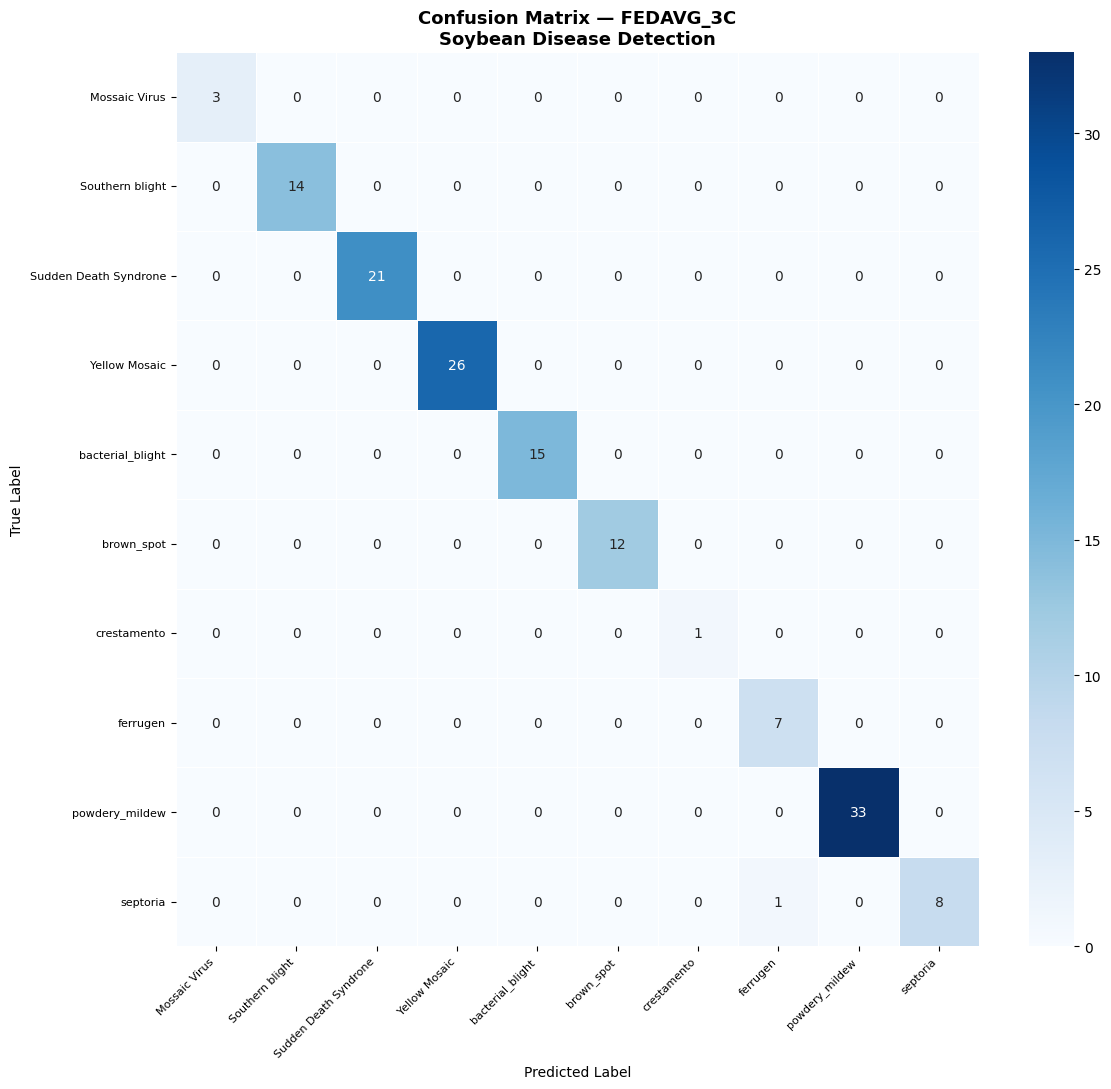 Confusion Matrix — FEDAVG_3C
Soybean Disease Detection
True Label
Mossaic Virus 3 0 0 0 0 0 0 0 0 0
Southern blight 0 14 0 0 0 0 0 0 0 0
Sudden Death Syndrone 0 0 21 0 0 0 0 0 0 0
Yellow Mosaic 0 0 0 26 0 0 0 0 0 0
bacterial_blight 0 0 0 0 15 0 0 0 0 0
brown_spot 0 0 0 0 0 12 0 0 0 0
crestamento 0 0 0 0 0 0 1 0 0 0
ferrugen 0 0 0 0 0 0 0 7 0 0
powdery_mildew 0 0 0 0 0 0 0 0 33 0
septoria 0 0 0 0 0 0 0 1 0 8
Mossaic Virus
Southern blight
Sudden Death Syndrone
Yellow Mosaic
bacterial_blight
brown_spot
crestamento
ferrugen
powdery_mildew
septoria
Predicted Label
30
25
20
15
10
5
0